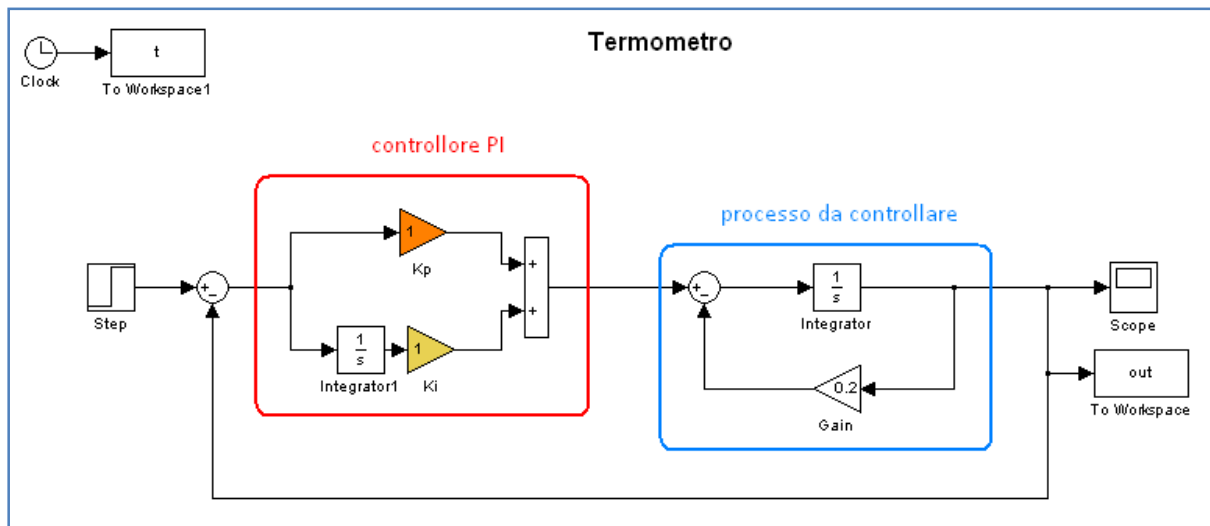 Termometro
t
Clock
To Workspace1
controllore PI
processo da controllare
1
Kp
+
+
+
−
Step
+
−
1
s
Integrator
Scope
1
s
Integrator1
1
Ki
0.2
Gain
out
To Workspace